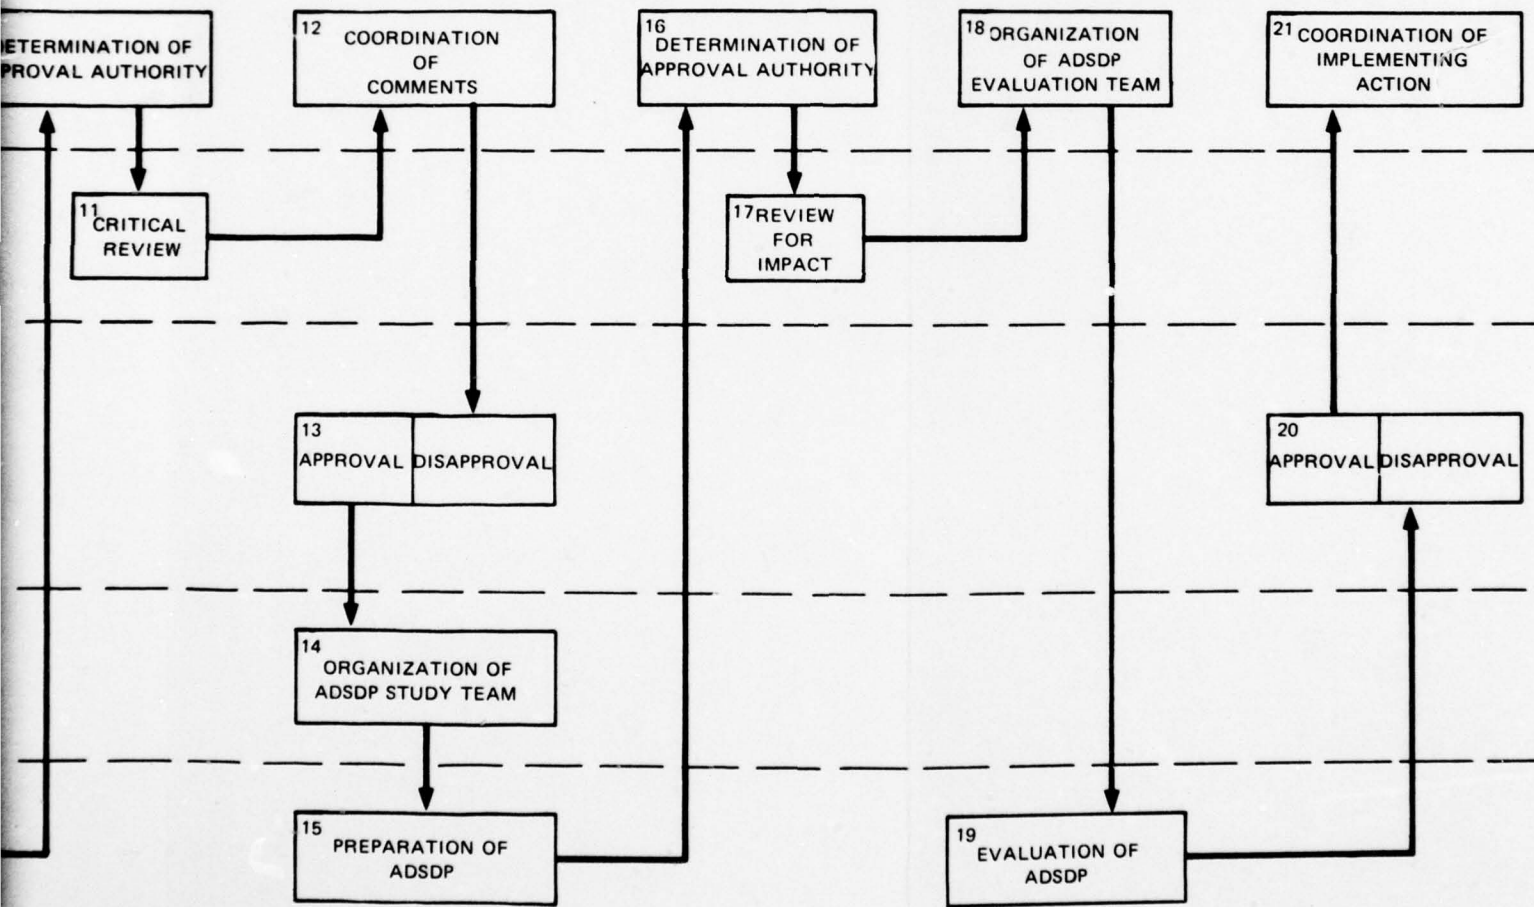 ETERMINATION OF
PROVAL AUTHORITY
12
COORDINATION
OF
COMMENTS
16
DETERMINATION OF
APPROVAL AUTHORITY
18 ORGANIZATION
OF ADSDP
EVALUATION TEAM
21 COORDINATION OF
IMPLEMENTING
ACTION
11
CRITICAL
REVIEW
17 REVIEW
FOR
IMPACT
13
APPROVAL DISAPPROVAL
20
APPROVAL DISAPPROVAL
14
ORGANIZATION OF
ADSDP STUDY TEAM
15
PREPARATION OF
ADSDP
19
EVALUATION OF
ADSDP